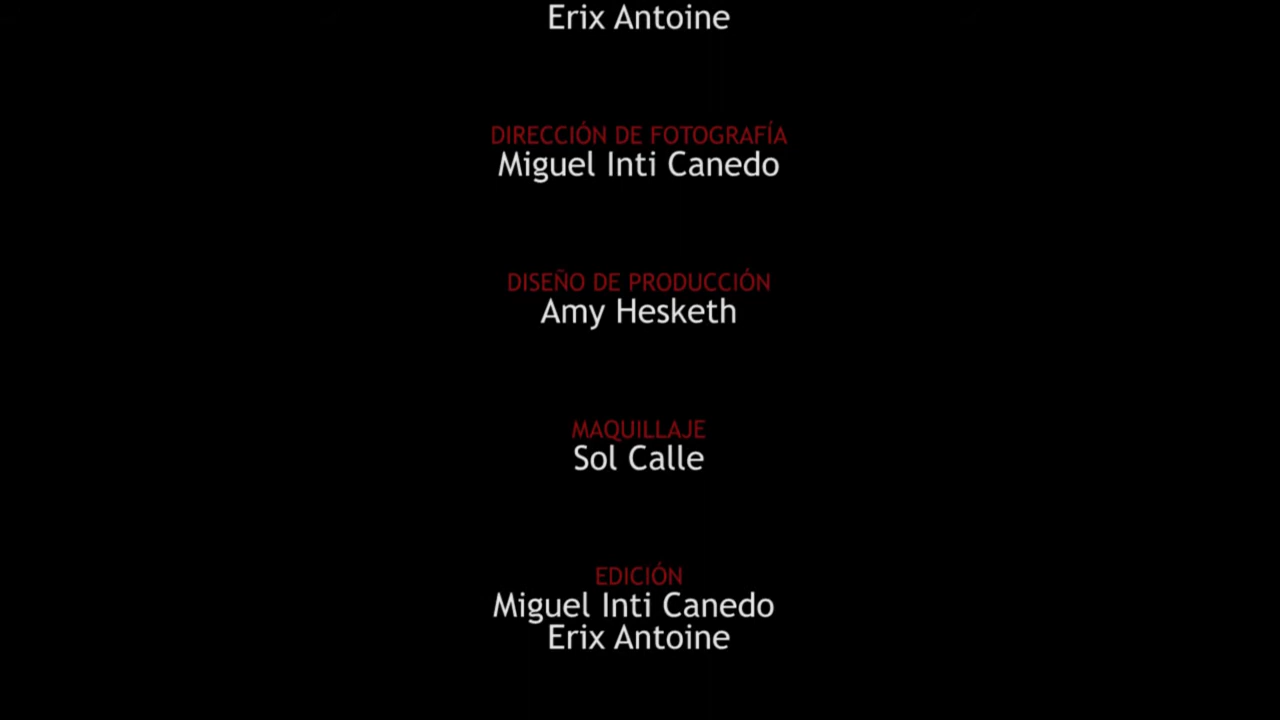 Erix Antoine
DIRECCIÓN DE FOTOGRAFÍA
Miguel Inti Canedo
DISEÑO DE PRODUCCIÓN
Amy Hesketh
MAQUILLAJE
Sol Calle
EDICIÓN
Miguel Inti Canedo
Erix Antoine